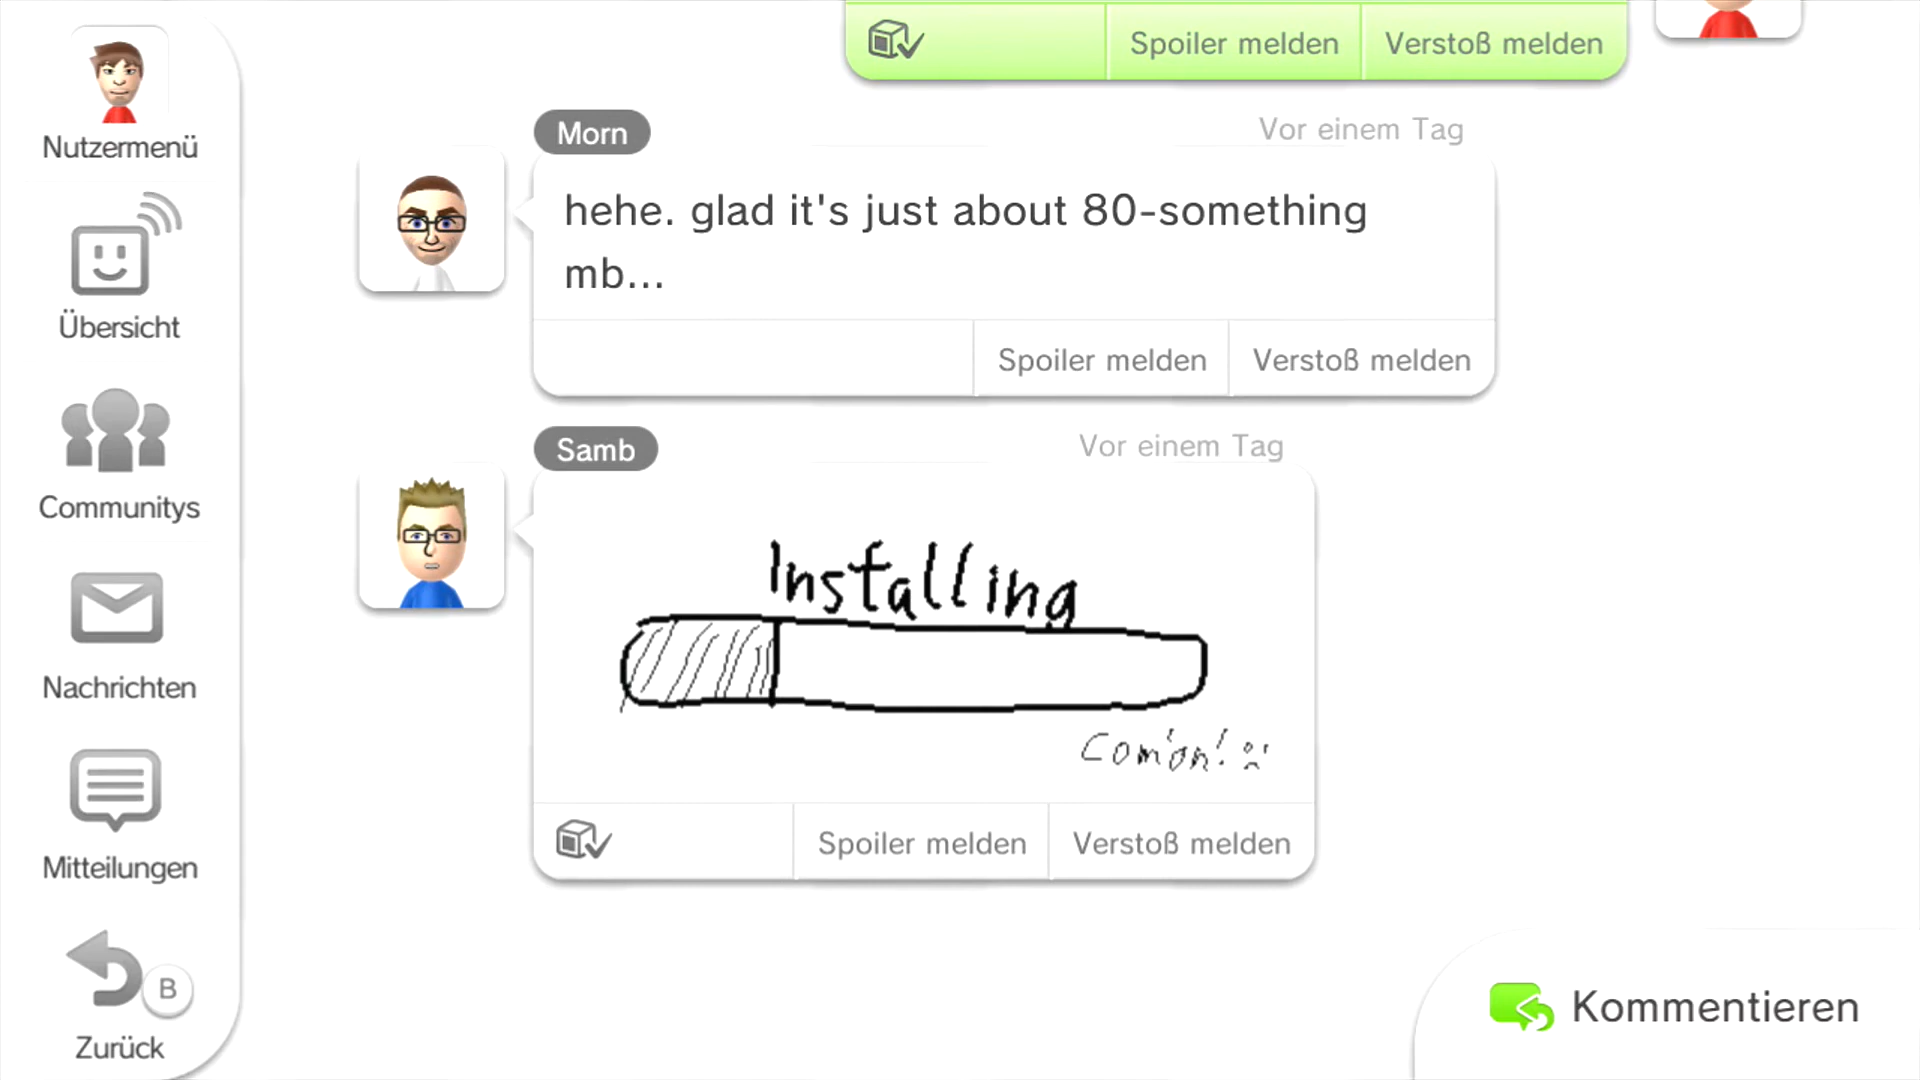 Spoiler melden
Verstoß melden
Nutzermenü
Übersicht
Communitys
Nachrichten
Mitteilungen
B
Zurück
Morn
Vor einem Tag
hehe. glad it's just about 80-something
mb...
Spoiler melden
Verstoß melden
Samb
Vor einem Tag
Installing
Com'on!
Spoiler melden
Verstoß melden
Kommentieren